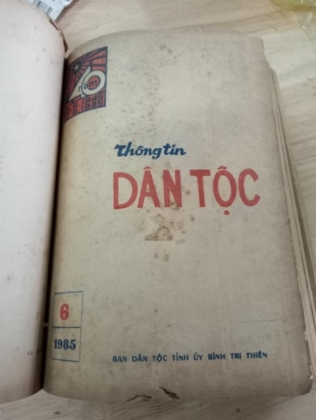 Thông tin
DÂN TỘC
6
1985
BAN DÂN TỘC TỈNH ỦY BÌNH TRỊ THIÊN